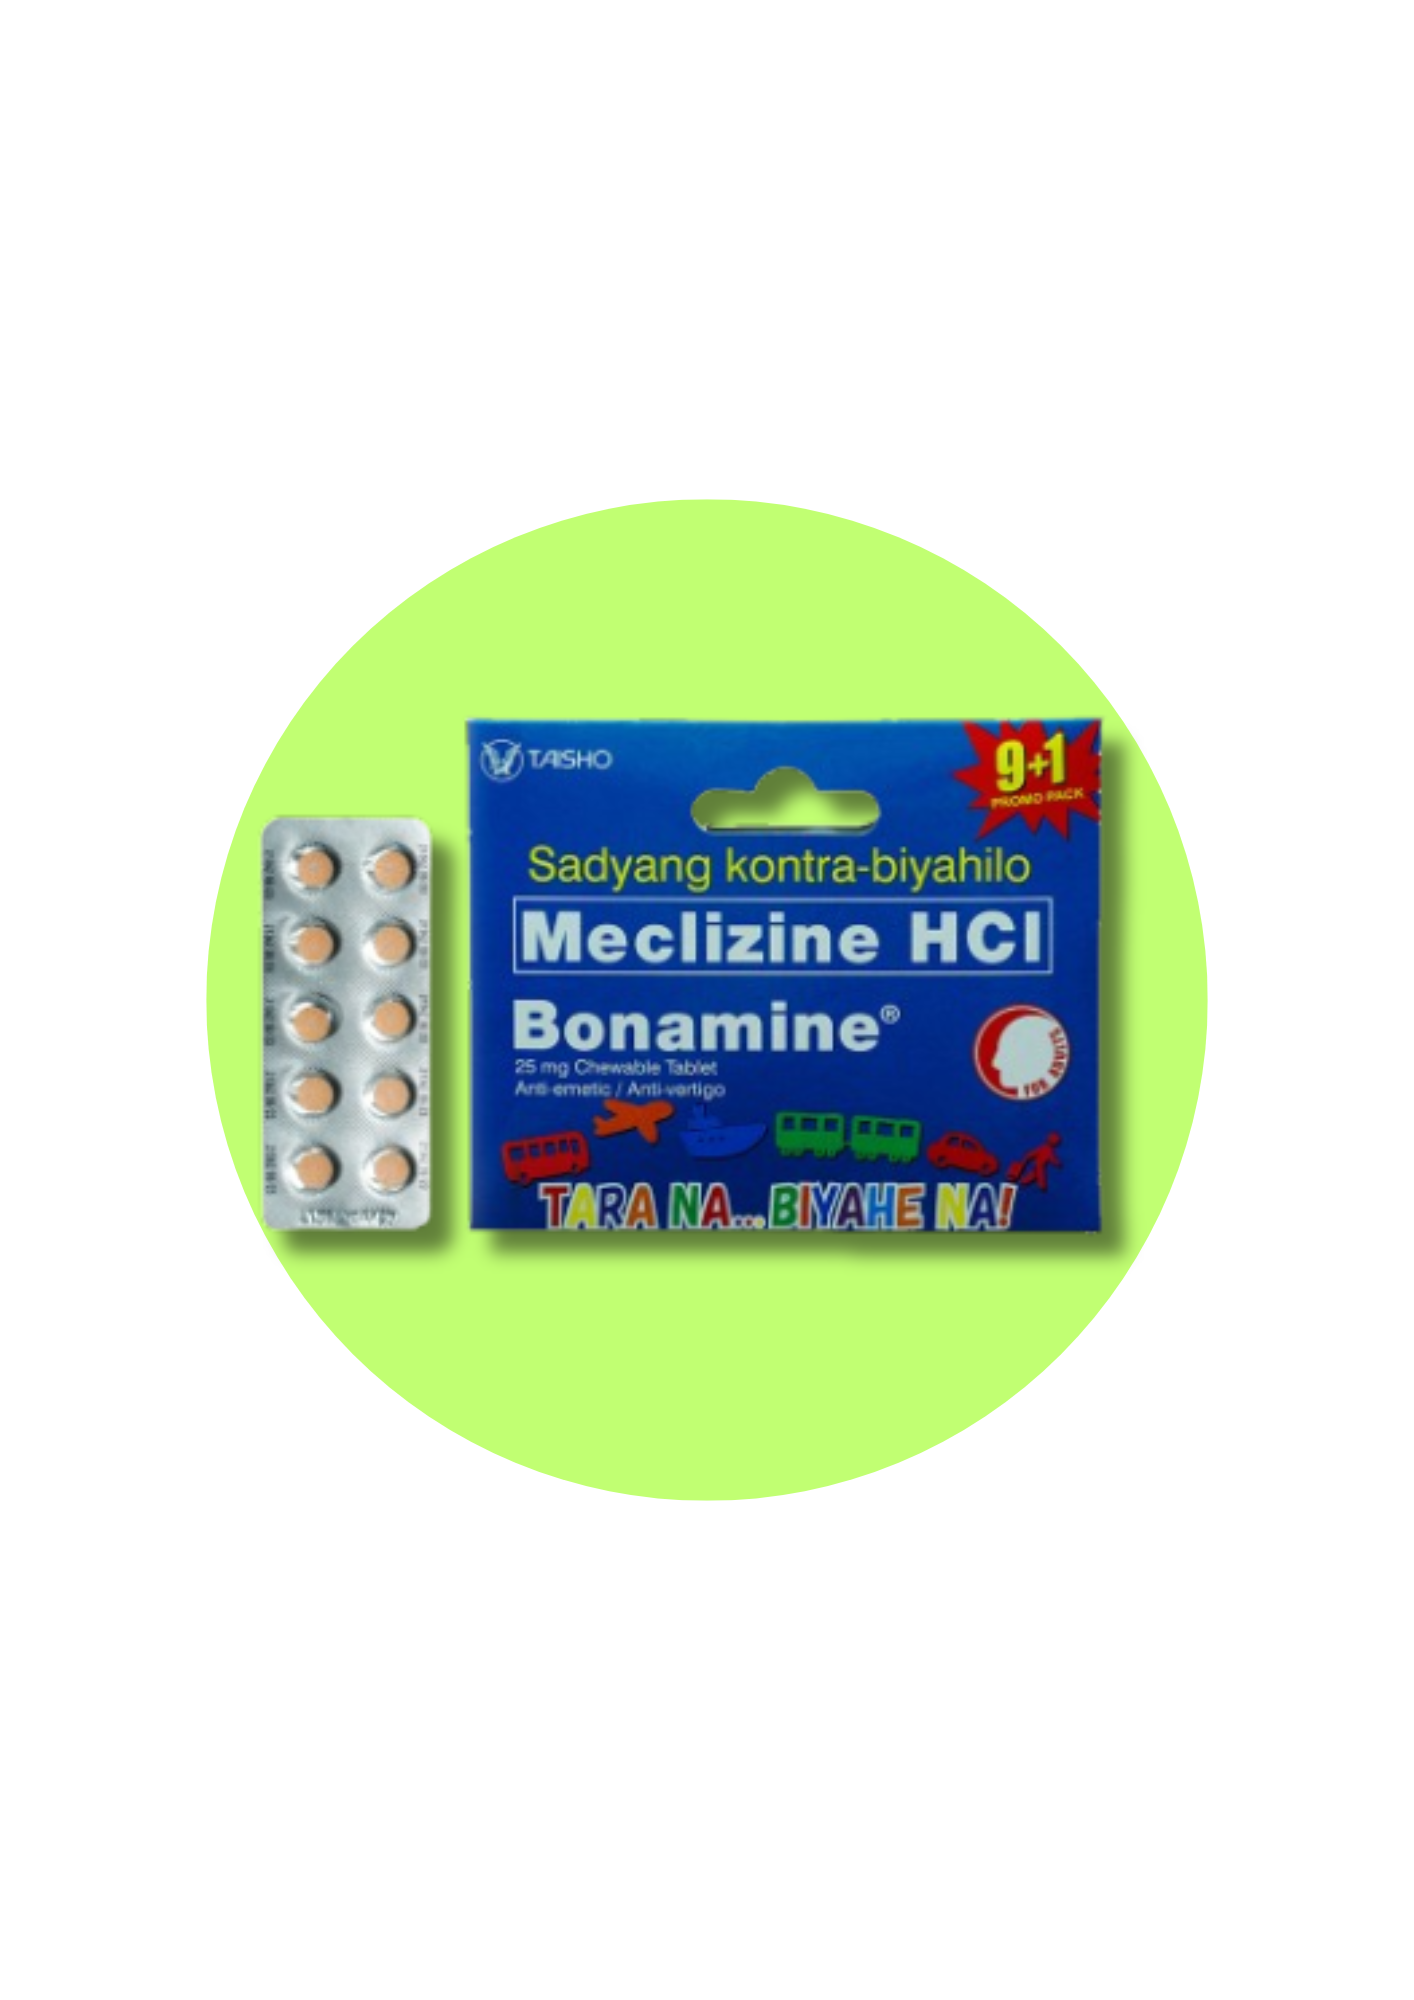 TAISHO
9+1
PROMO PACK
Sadyang kontra-biyahilo
Meclizine HCl
Bonamine®
25 mg Chewable Tablet
Anti-emetic / Anti-vertigo
FOR ADULTS
TARA NA...BIYAHE NA!